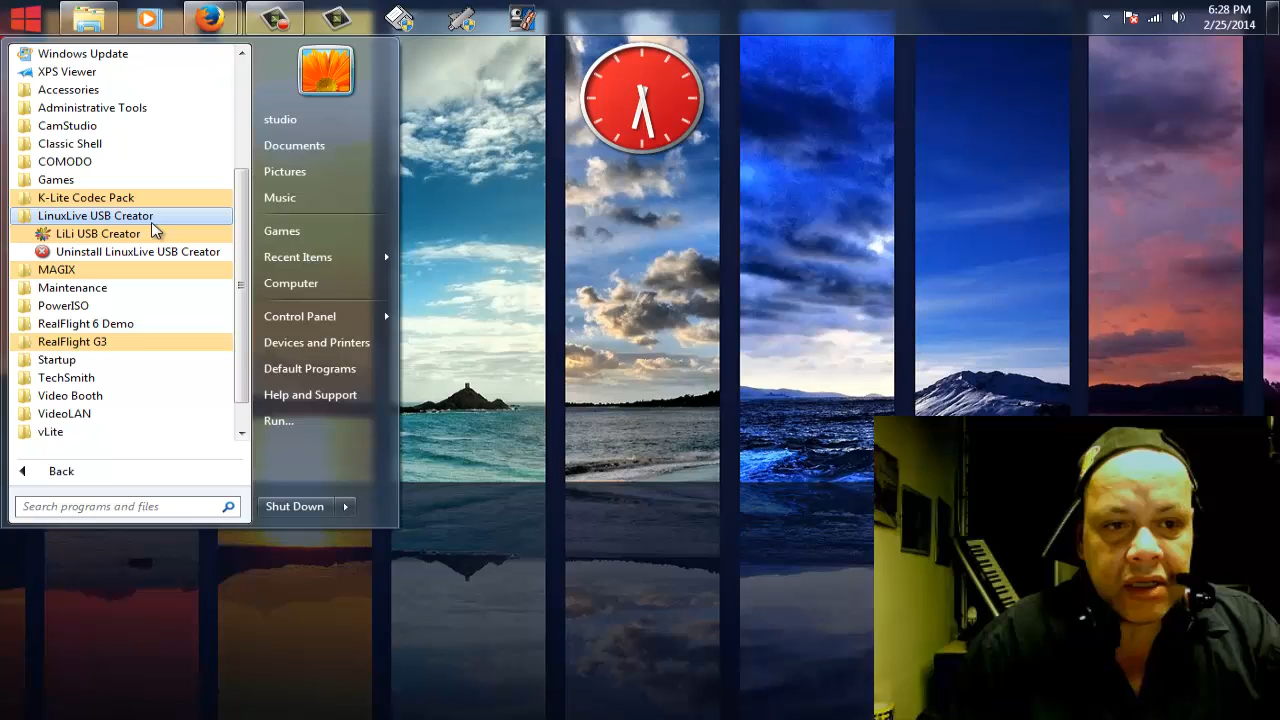 6:28 PM
2/25/2014
Windows Update
XPS Viewer
Accessories
Administrative Tools
CamStudio
Classic Shell
COMODO
Games
K-Lite Codec Pack
LinuxLive USB Creator
LiLi USB Creator
Uninstall LinuxLive USB Creator
MAGIX
Maintenance
PowerISO
RealFlight 6 Demo
RealFlight G3
Startup
TechSmith
Video Booth
VideoLAN
vLite
Back
Search programs and files
studio
Documents
Pictures
Music
Games
Recent Items
Computer
Control Panel
Devices and Printers
Default Programs
Help and Support
Run...
Shut Down